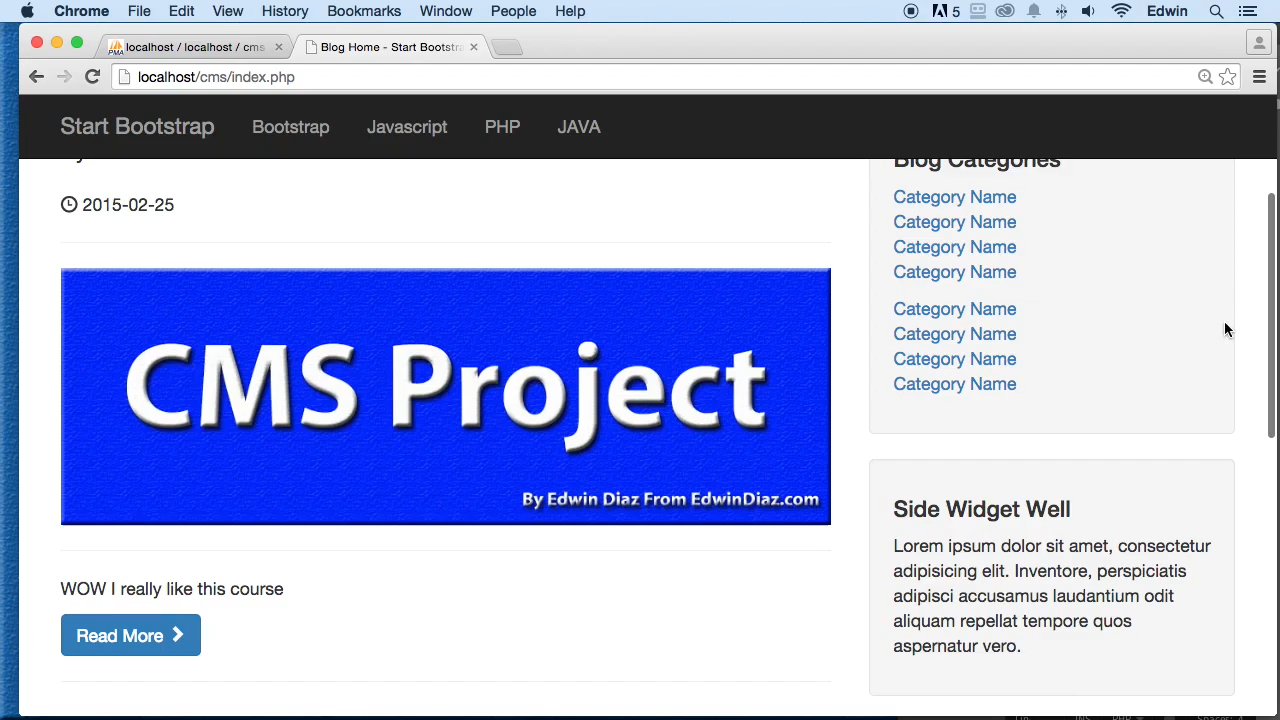 Chrome File Edit View History Bookmarks Window People Help 5 Edwin
PMA localhost / localhost / cms Blog Home - Start Bootstra
localhost/cms/index.php
Start Bootstrap Bootstrap Javascript PHP JAVA
Blog Categories
2015-02-25
Category Name
Category Name
Category Name
Category Name
Category Name
Category Name
Category Name
Category Name
CMS Project
By Edwin Diaz From EdwinDiaz.com
WOW I really like this course
Read More
Side Widget Well
Lorem ipsum dolor sit amet, consectetur
adipisicing elit. Inventore, perspiciatis
adipisci accusamus laudantium odit
aliquam repellat tempore quos
aspernatur vero.